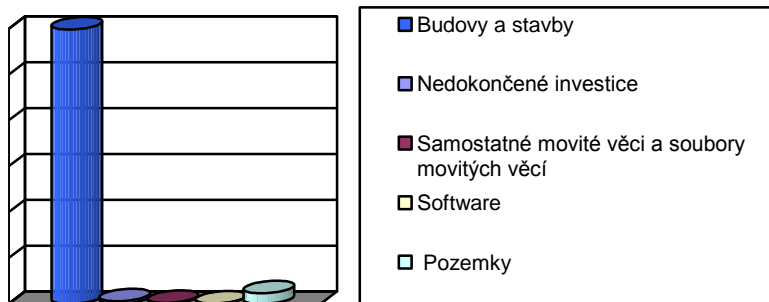 Budovy a stavby
Nedokončené investice
Samostatné movité věci a soubory
movitých věcí
Software
Pozemky